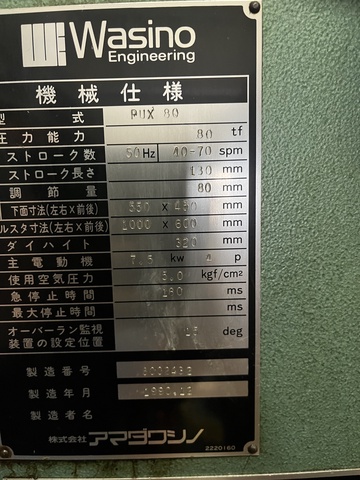 Wasino
Engineering
機械仕様
型式 PUX 80
圧力能力 80 tf
ストローク数 50Hz 40-70 spm
ストローク長さ 130 mm
調節量 80 mm
下面寸法(左右×前後) 550 x mm
ルスタ寸法(左右×前後) 1000 x 600 mm
ダイハイト 320 mm
主電動機 7.5 kw 4 p
使用空気圧力 5.0 kgf/cm²
急停止時間 180 ms
最大停止時間 ms
オーバーラン監視
装置の設定位置 15 deg
製造番号
製造年月
製造者名
株式会社 アマダワシノ
2220160